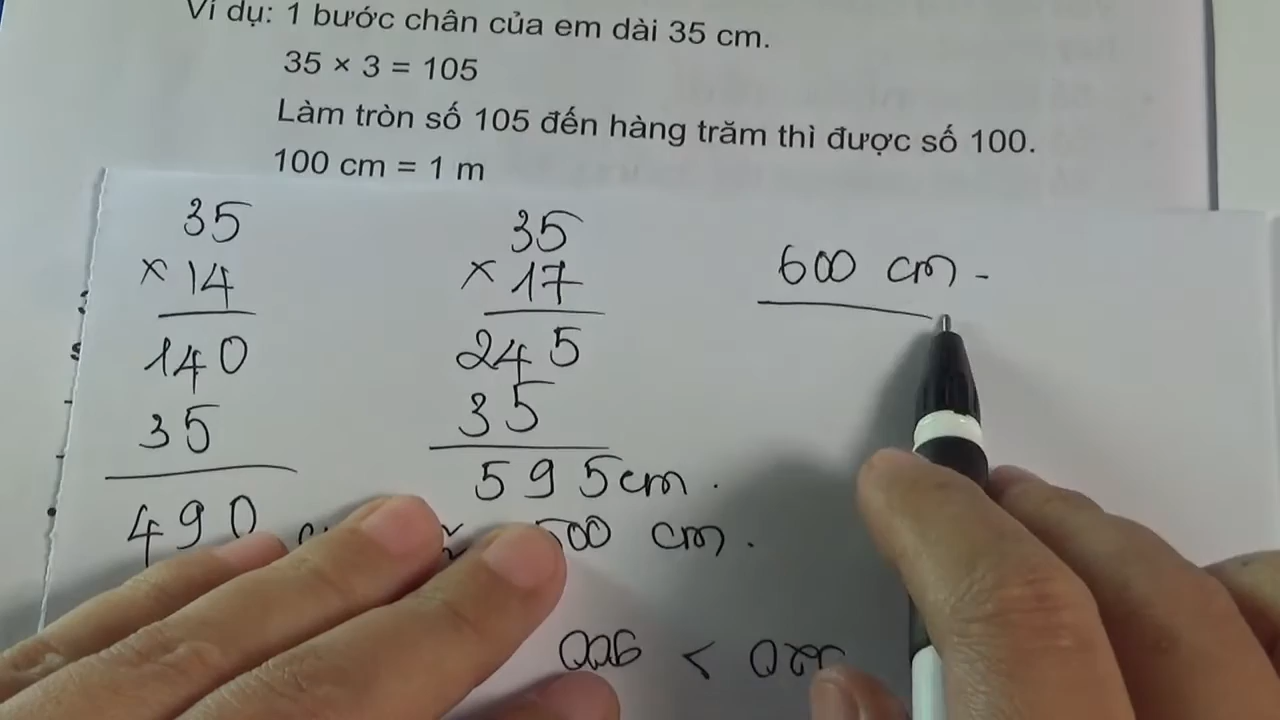 Ví dụ: 1 bước chân của em dài 35 cm.
35 × 3 = 105
Làm tròn số 105 đến hàng trăm thì được số 100.
100 cm = 1 m
35
× 14
140
35
490
35
× 17
245
35
595cm.
500 cm.
600 cm -
<